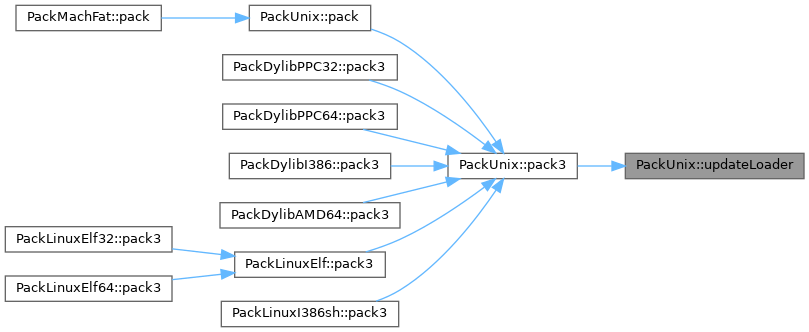 PackMachFat::pack
PackUnix::pack
PackDylibPPC32::pack3
PackDylibPPC64::pack3
PackDylibI386::pack3
PackUnix::pack3
PackUnix::updateLoader
PackDylibAMD64::pack3
PackLinuxElf32::pack3
PackLinuxElf::pack3
PackLinuxElf64::pack3
PackLinuxI386sh::pack3